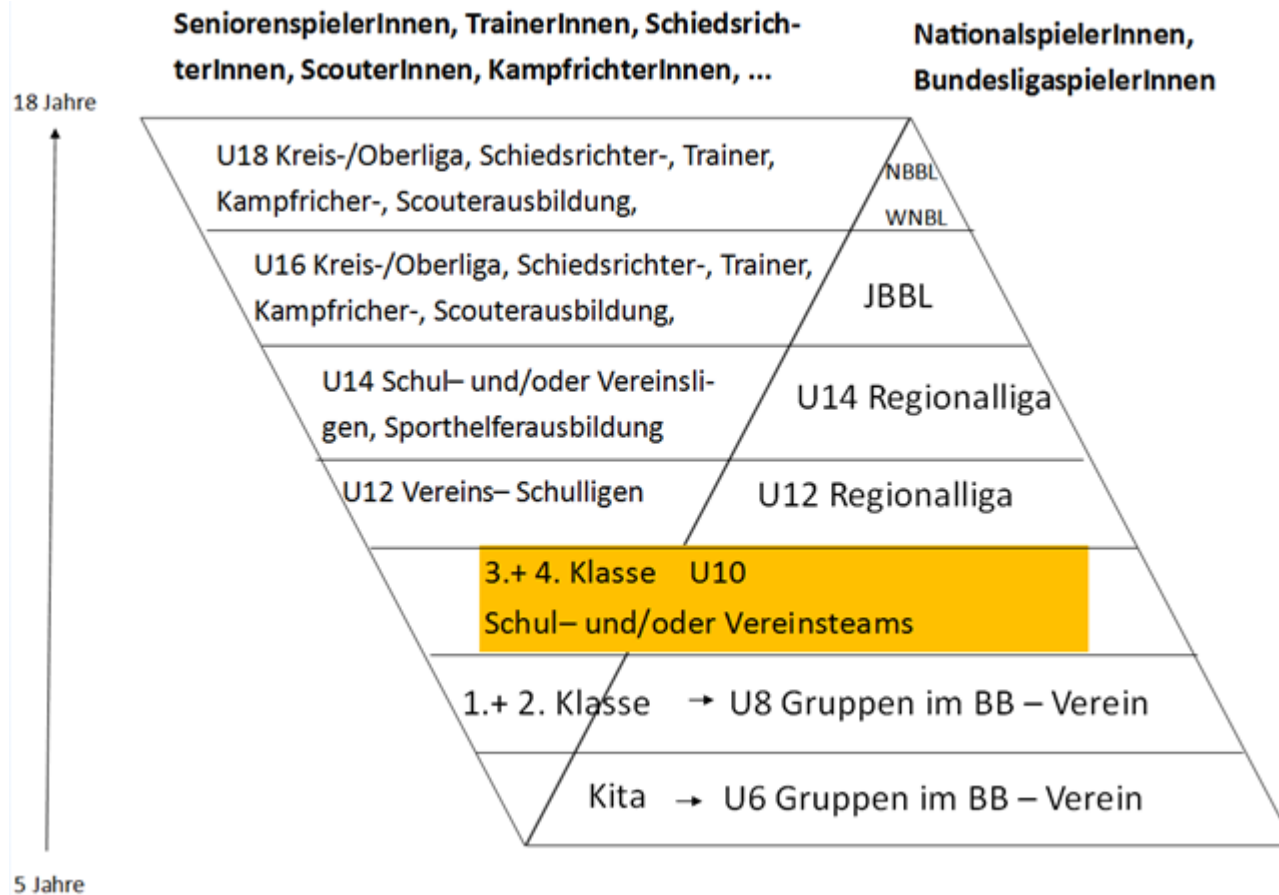 SeniorenspielerInnen, TrainerInnen, Schiedsrich-
terInnen, ScouterInnen, KampfrichterInnen, ...
NationalspielerInnen,
BundesligaspielerInnen
18 Jahre
U18 Kreis-/Oberliga, Schiedsrichter-, Trainer,
Kampfricher-, Scouterausbildung,
NBBL
WNBL
U16 Kreis-/Oberliga, Schiedsrichter-, Trainer,
Kampfricher-, Scouterausbildung,
JBBL
U14 Schul– und/oder Vereinsli-
gen, Sporthelferausbildung
U14 Regionalliga
U12 Vereins– Schulligen
U12 Regionalliga
3.+ 4. Klasse U10
Schul– und/oder Vereinsteams
1.+ 2. Klasse → U8 Gruppen im BB – Verein
Kita → U6 Gruppen im BB – Verein
5 Jahre